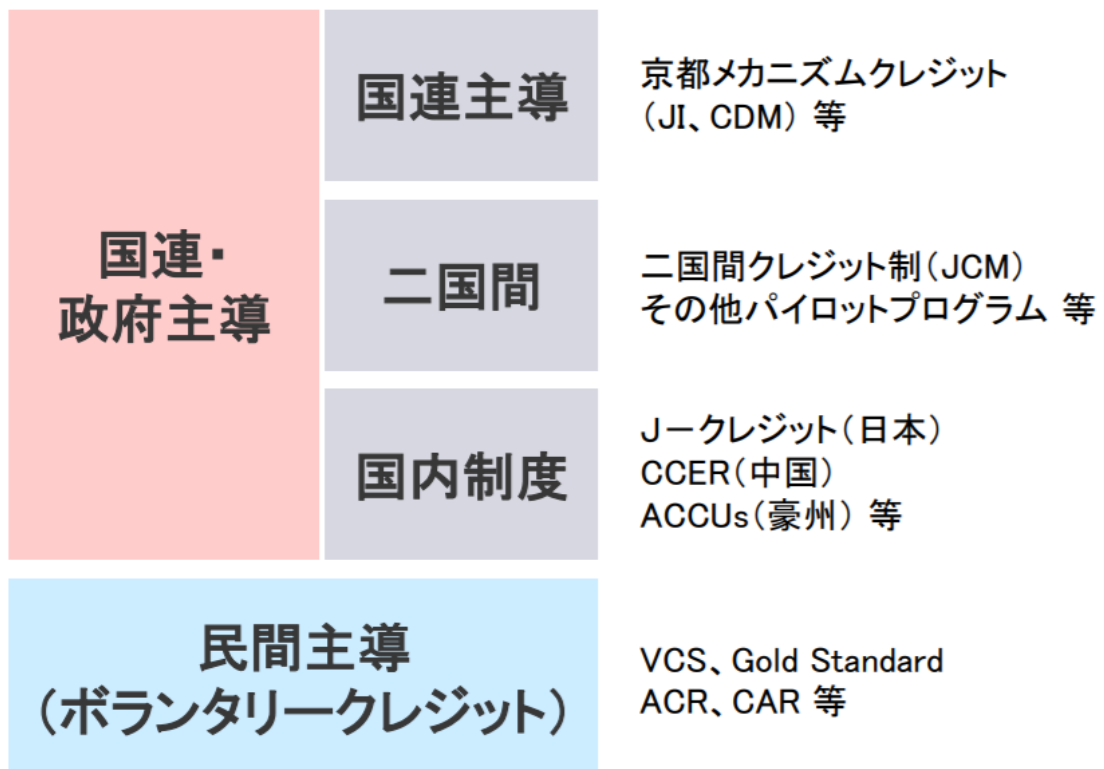 国連・
政府主導
国連主導
京都メカニズムクレジット
（JI、CDM） 等
二国間
二国間クレジット制（JCM）
その他パイロットプログラム 等
国内制度
Jークレジット（日本）
CCER（中国）
ACCUs（豪州） 等
民間主導
（ボランタリークレジット）
VCS、Gold Standard
ACR、CAR 等